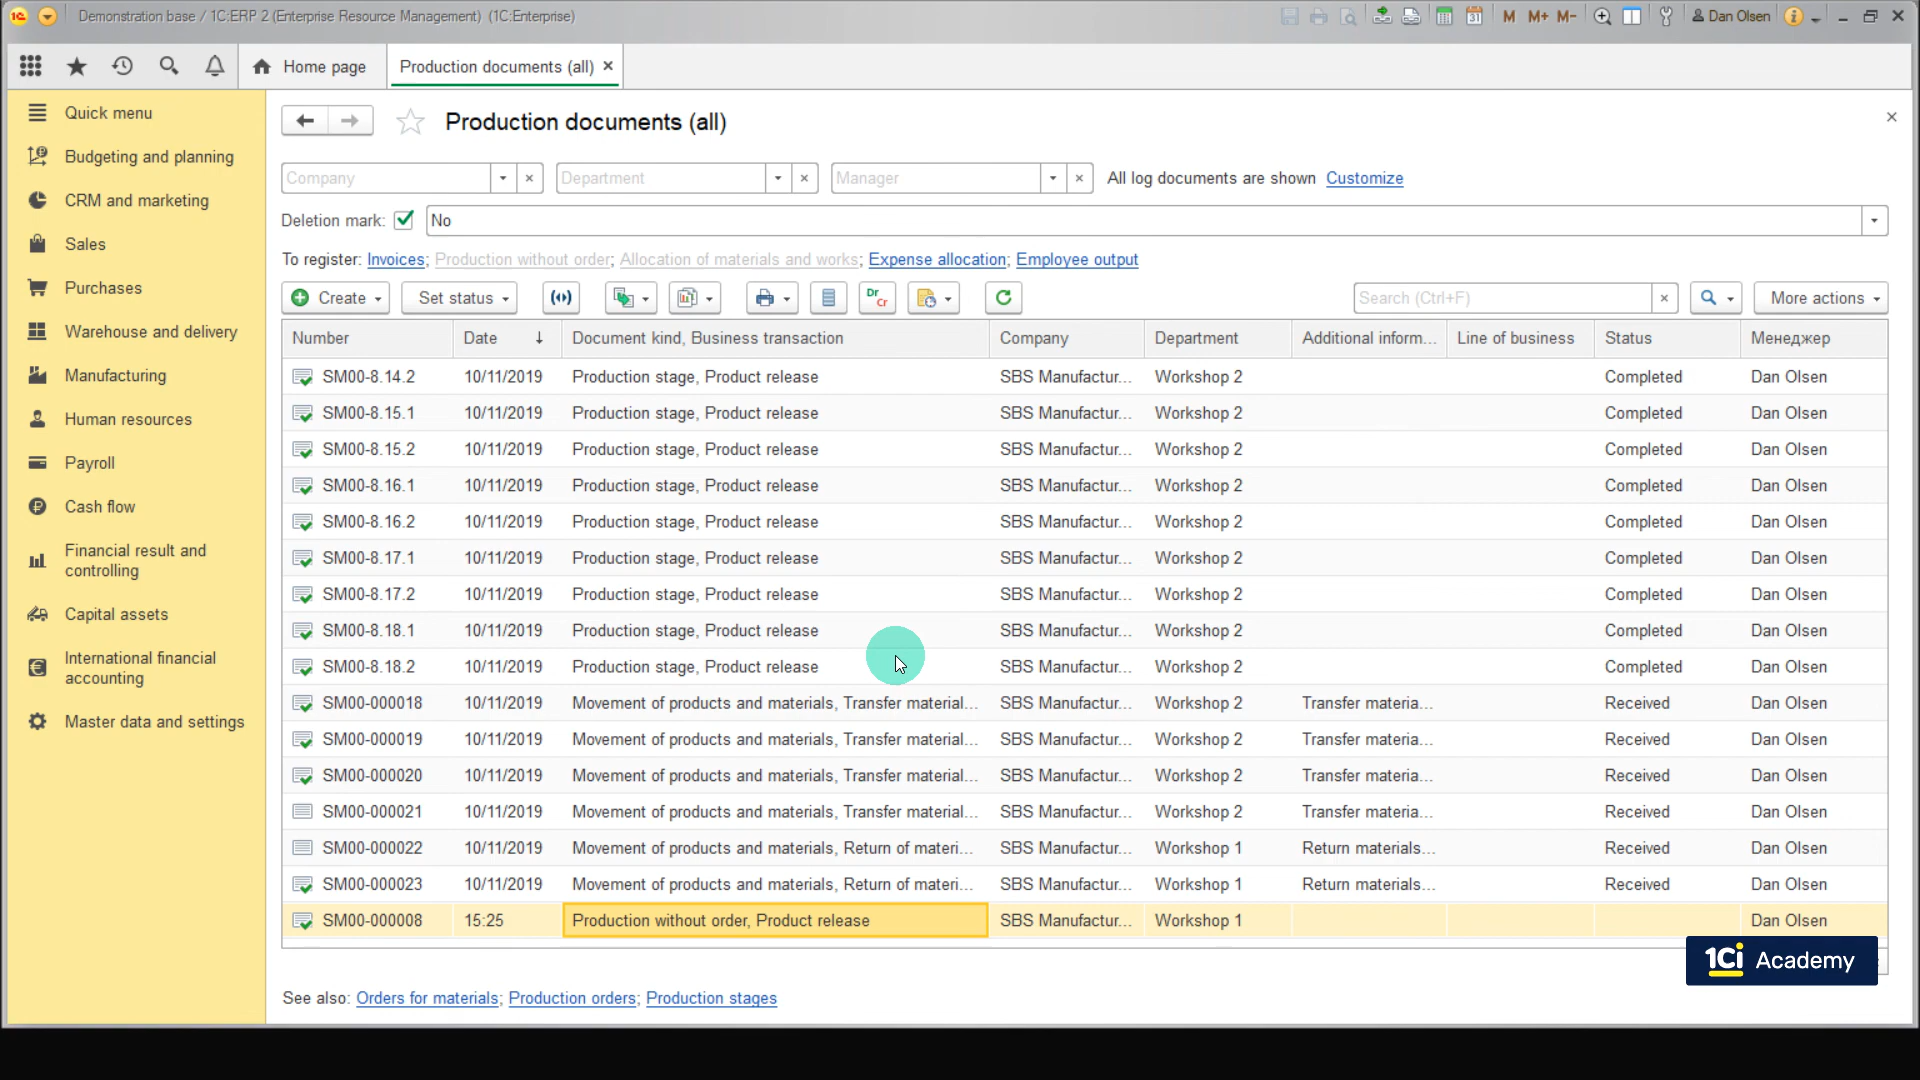 Demonstration base / 1C:ERP 2 (Enterprise Resource Management) (1C:Enterprise)
M M+ M- Dan Olsen
Home page
Production documents (all)
Quick menu
Budgeting and planning
CRM and marketing
Sales
Purchases
Warehouse and delivery
Manufacturing
Human resources
Payroll
Cash flow
Financial result and
controlling
Capital assets
International financial
accounting
Master data and settings
Production documents (all)
Company Department Manager All log documents are shown Customize
Deletion mark: No
To register: Invoices; Production without order; Allocation of materials and works; Expense allocation; Employee output
Create Set status Dr Cr Search (Ctrl+F) More actions
Number Date Document kind, Business transaction Company Department Additional inform... Line of business Status Менеджер
SM00-8.14.2 10/11/2019 Production stage, Product release SBS Manufactur... Workshop 2 Completed Dan Olsen
SM00-8.15.1 10/11/2019 Production stage, Product release SBS Manufactur... Workshop 2 Completed Dan Olsen
SM00-8.15.2 10/11/2019 Production stage, Product release SBS Manufactur... Workshop 2 Completed Dan Olsen
SM00-8.16.1 10/11/2019 Production stage, Product release SBS Manufactur... Workshop 2 Completed Dan Olsen
SM00-8.16.2 10/11/2019 Production stage, Product release SBS Manufactur... Workshop 2 Completed Dan Olsen
SM00-8.17.1 10/11/2019 Production stage, Product release SBS Manufactur... Workshop 2 Completed Dan Olsen
SM00-8.17.2 10/11/2019 Production stage, Product release SBS Manufactur... Workshop 2 Completed Dan Olsen
SM00-8.18.1 10/11/2019 Production stage, Product release SBS Manufactur... Workshop 2 Completed Dan Olsen
SM00-8.18.2 10/11/2019 Production stage, Product release SBS Manufactur... Workshop 2 Completed Dan Olsen
SM00-000018 10/11/2019 Movement of products and materials, Transfer material... SBS Manufactur... Workshop 2 Transfer materia... Received Dan Olsen
SM00-000019 10/11/2019 Movement of products and materials, Transfer material... SBS Manufactur... Workshop 2 Transfer materia... Received Dan Olsen
SM00-000020 10/11/2019 Movement of products and materials, Transfer material... SBS Manufactur... Workshop 2 Transfer materia... Received Dan Olsen
SM00-000021 10/11/2019 Movement of products and materials, Transfer material... SBS Manufactur... Workshop 2 Transfer materia... Received Dan Olsen
SM00-000022 10/11/2019 Movement of products and materials, Return of materi... SBS Manufactur... Workshop 1 Return materials... Received Dan Olsen
SM00-000023 10/11/2019 Movement of products and materials, Return of materi... SBS Manufactur... Workshop 1 Return materials... Received Dan Olsen
SM00-000008 15:25 Production without order, Product release SBS Manufactur... Workshop 1 Dan Olsen
1Ci Academy
See also: Orders for materials; Production orders; Production stages